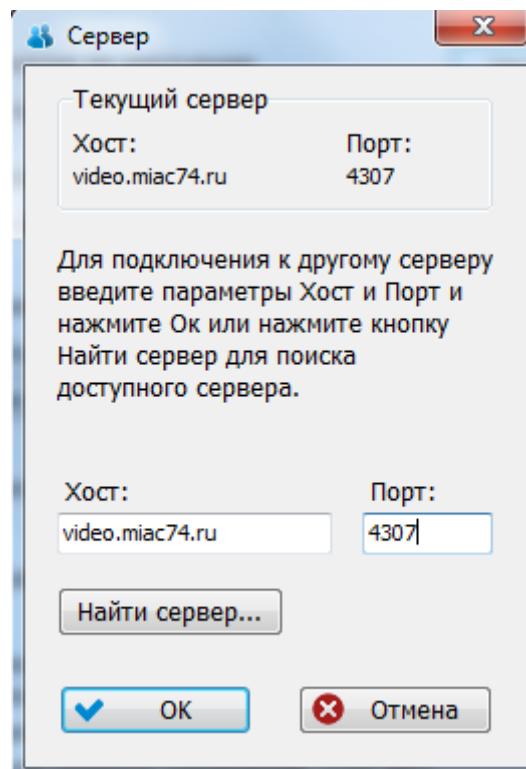 Сервер
Текущий сервер
Хост: Порт:
video.miac74.ru 4307
Для подключения к другому серверу
введите параметры Хост и Порт и
нажмите Ок или нажмите кнопку
Найти сервер для поиска
доступного сервера.
Хост: Порт:
video.miac74.ru 4307
Найти сервер...
ОК Отмена